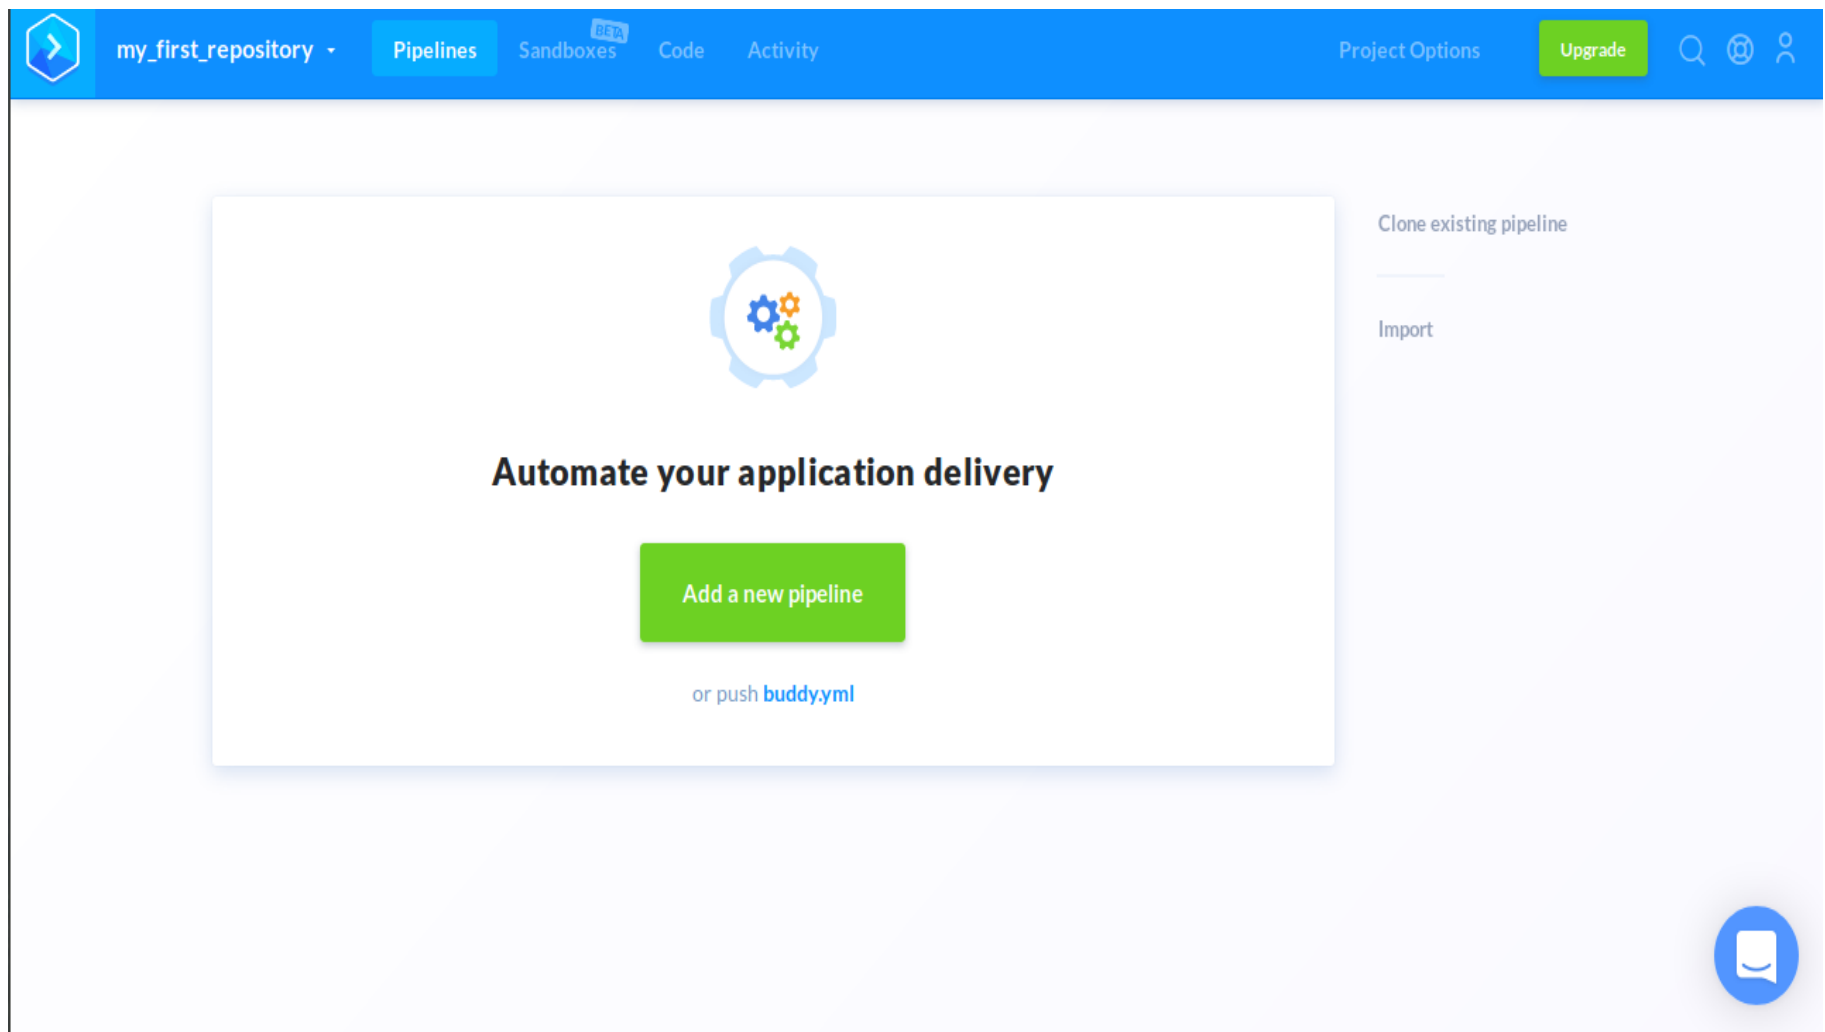 my_first_repository
Pipelines
Sandboxes
BETA
Code
Activity
Project Options
Upgrade
Clone existing pipeline
Import
Automate your application delivery
Add a new pipeline
or push buddy.yml